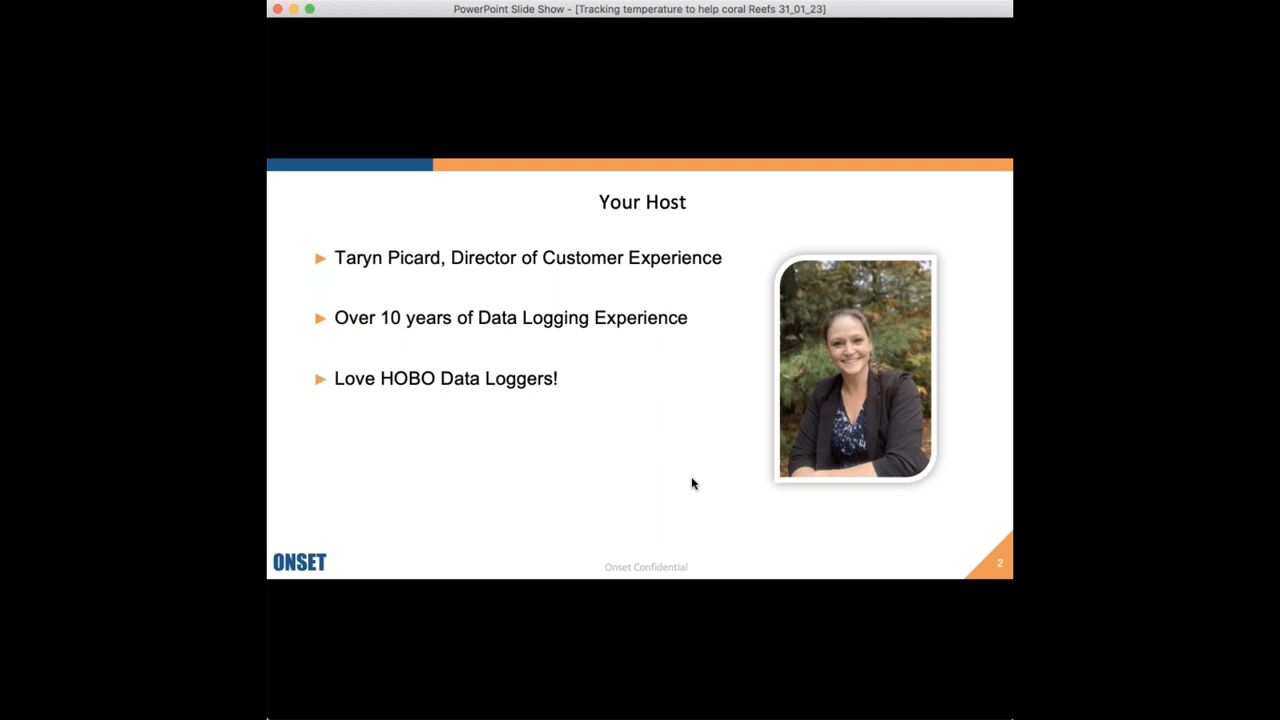 PowerPoint Slide Show - [Tracking temperature to help coral Reefs 31_01_23]
Your Host
Taryn Picard, Director of Customer Experience
Over 10 years of Data Logging Experience
Love HOBO Data Loggers!
ONSET
Onset Confidential
2